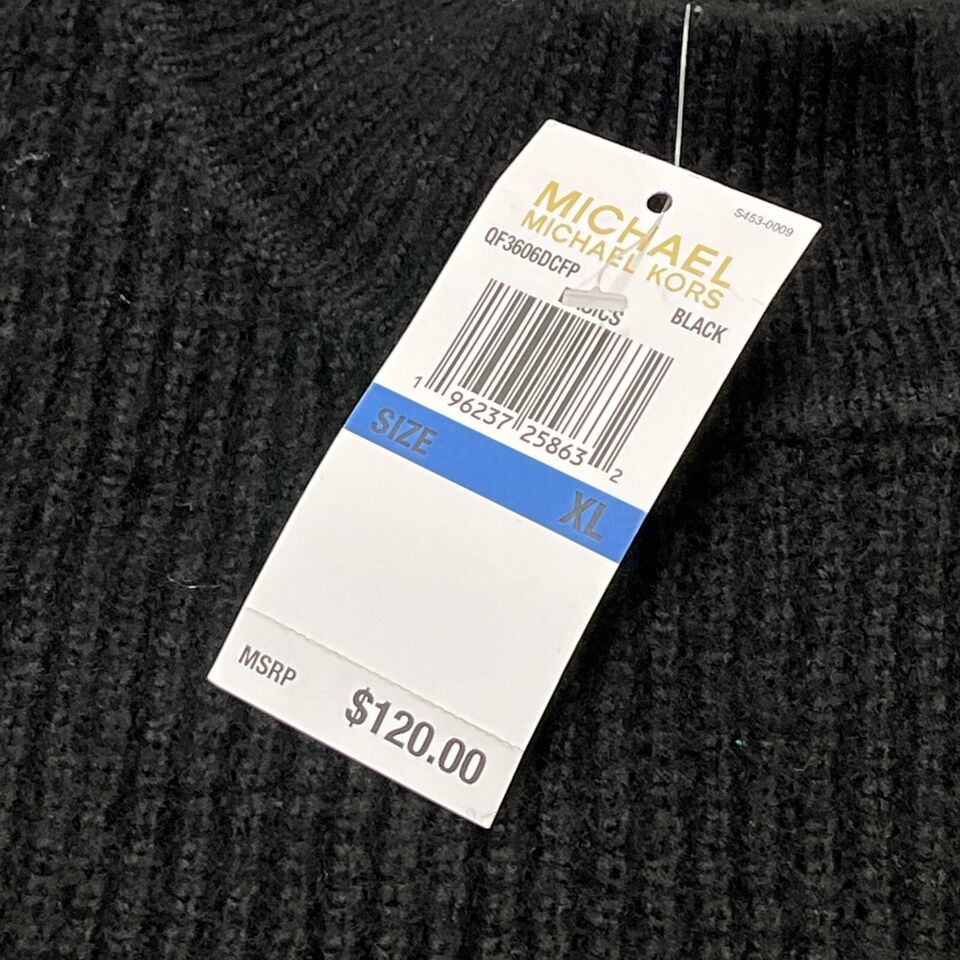 S453-0009
MICHAEL
MICHAEL KORS
QF3606DCFP
BLACK
1 96237 25863 2
SIZE XL
MSRP $120.00